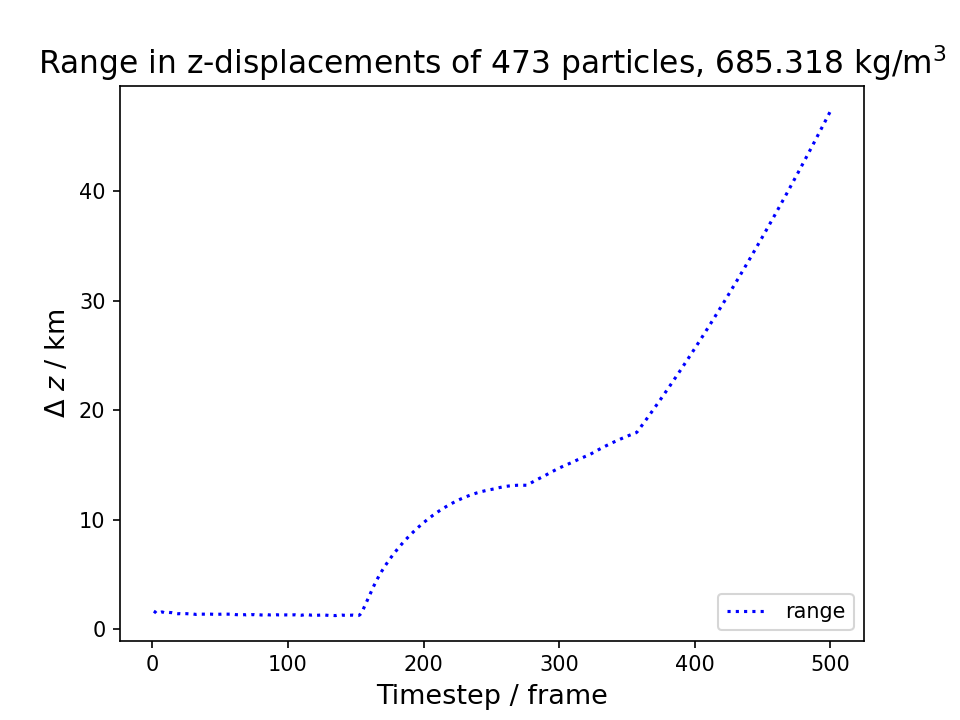 Range in z-displacements of 473 particles, 685.318 kg/m³
Δ z / km
40
30
20
10
0
range
0 100 200 300 400 500
Timestep / frame